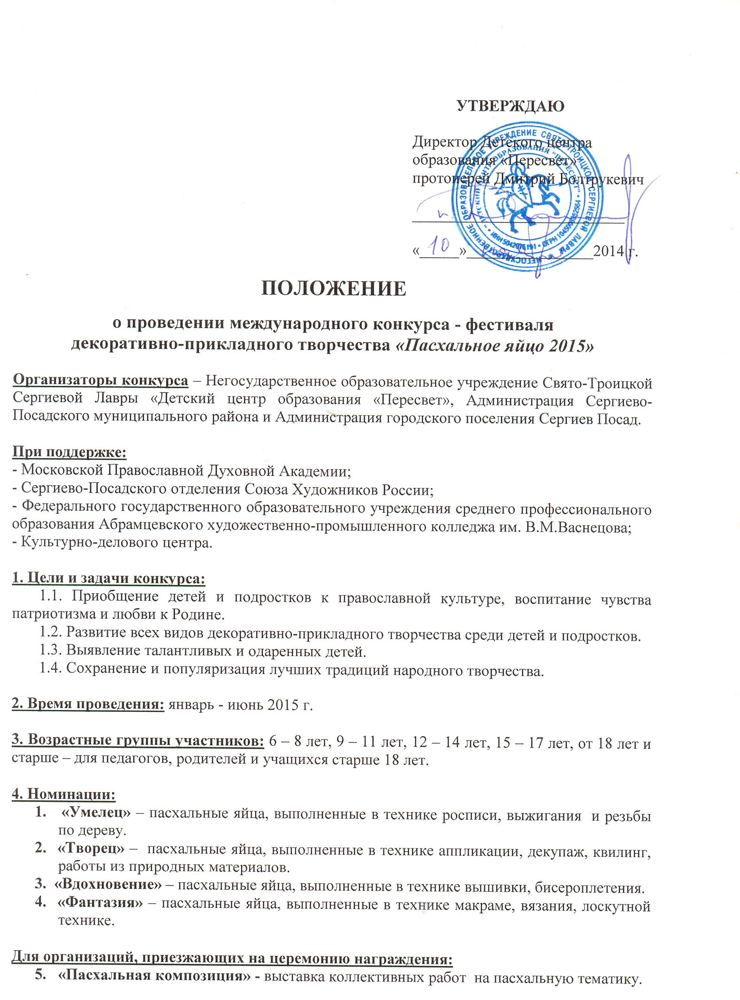 УТВЕРЖДАЮ
Директор Детского центра
образования «Пересвет»
протоиерей Дмитрий Болтрукевич
НЕГОСУДАРСТВЕННОЕ ОБРАЗОВАТЕЛЬНОЕ УЧРЕЖДЕНИЕ СВЯТО-ТРОИЦКОЙ СЕРГИЕВОЙ ЛАВРЫ
"ДЕТСКИЙ ЦЕНТР ОБРАЗОВАНИЯ "ПЕРЕСВЕТ" • ИНН 5042076191 • ОГРН 1045008352564 •
« 10 » 2014 г.
ПОЛОЖЕНИЕ
о проведении международного конкурса - фестиваля
декоративно-прикладного творчества «Пасхальное яйцо 2015»
Организаторы конкурса – Негосударственное образовательное учреждение Свято-Троицкой
Сергиевой Лавры «Детский центр образования «Пересвет», Администрация Сергиево-
Посадского муниципального района и Администрация городского поселения Сергиев Посад.
При поддержке:
- Московской Православной Духовной Академии;
- Сергиево-Посадского отделения Союза Художников России;
- Федерального государственного образовательного учреждения среднего профессионального
образования Абрамцевского художественно-промышленного колледжа им. В.М.Васнецова;
- Культурно-делового центра.
1. Цели и задачи конкурса:
1.1. Приобщение детей и подростков к православной культуре, воспитание чувства
патриотизма и любви к Родине.
1.2. Развитие всех видов декоративно-прикладного творчества среди детей и подростков.
1.3. Выявление талантливых и одаренных детей.
1.4. Сохранение и популяризация лучших традиций народного творчества.
2. Время проведения: январь - июнь 2015 г.
3. Возрастные группы участников: 6 – 8 лет, 9 – 11 лет, 12 – 14 лет, 15 – 17 лет, от 18 лет и
старше – для педагогов, родителей и учащихся старше 18 лет.
4. Номинации:
1. «Умелец» – пасхальные яйца, выполненные в технике росписи, выжигания и резьбы
по дереву.
2. «Творец» – пасхальные яйца, выполненные в технике аппликации, декупаж, квилинг,
работы из природных материалов.
3. «Вдохновение» – пасхальные яйца, выполненные в технике вышивки, бисероплетения.
4. «Фантазия» – пасхальные яйца, выполненные в технике макраме, вязания, лоскутной
технике.
Для организаций, приезжающих на церемонию награждения:
5. «Пасхальная композиция» - выставка коллективных работ на пасхальную тематику.